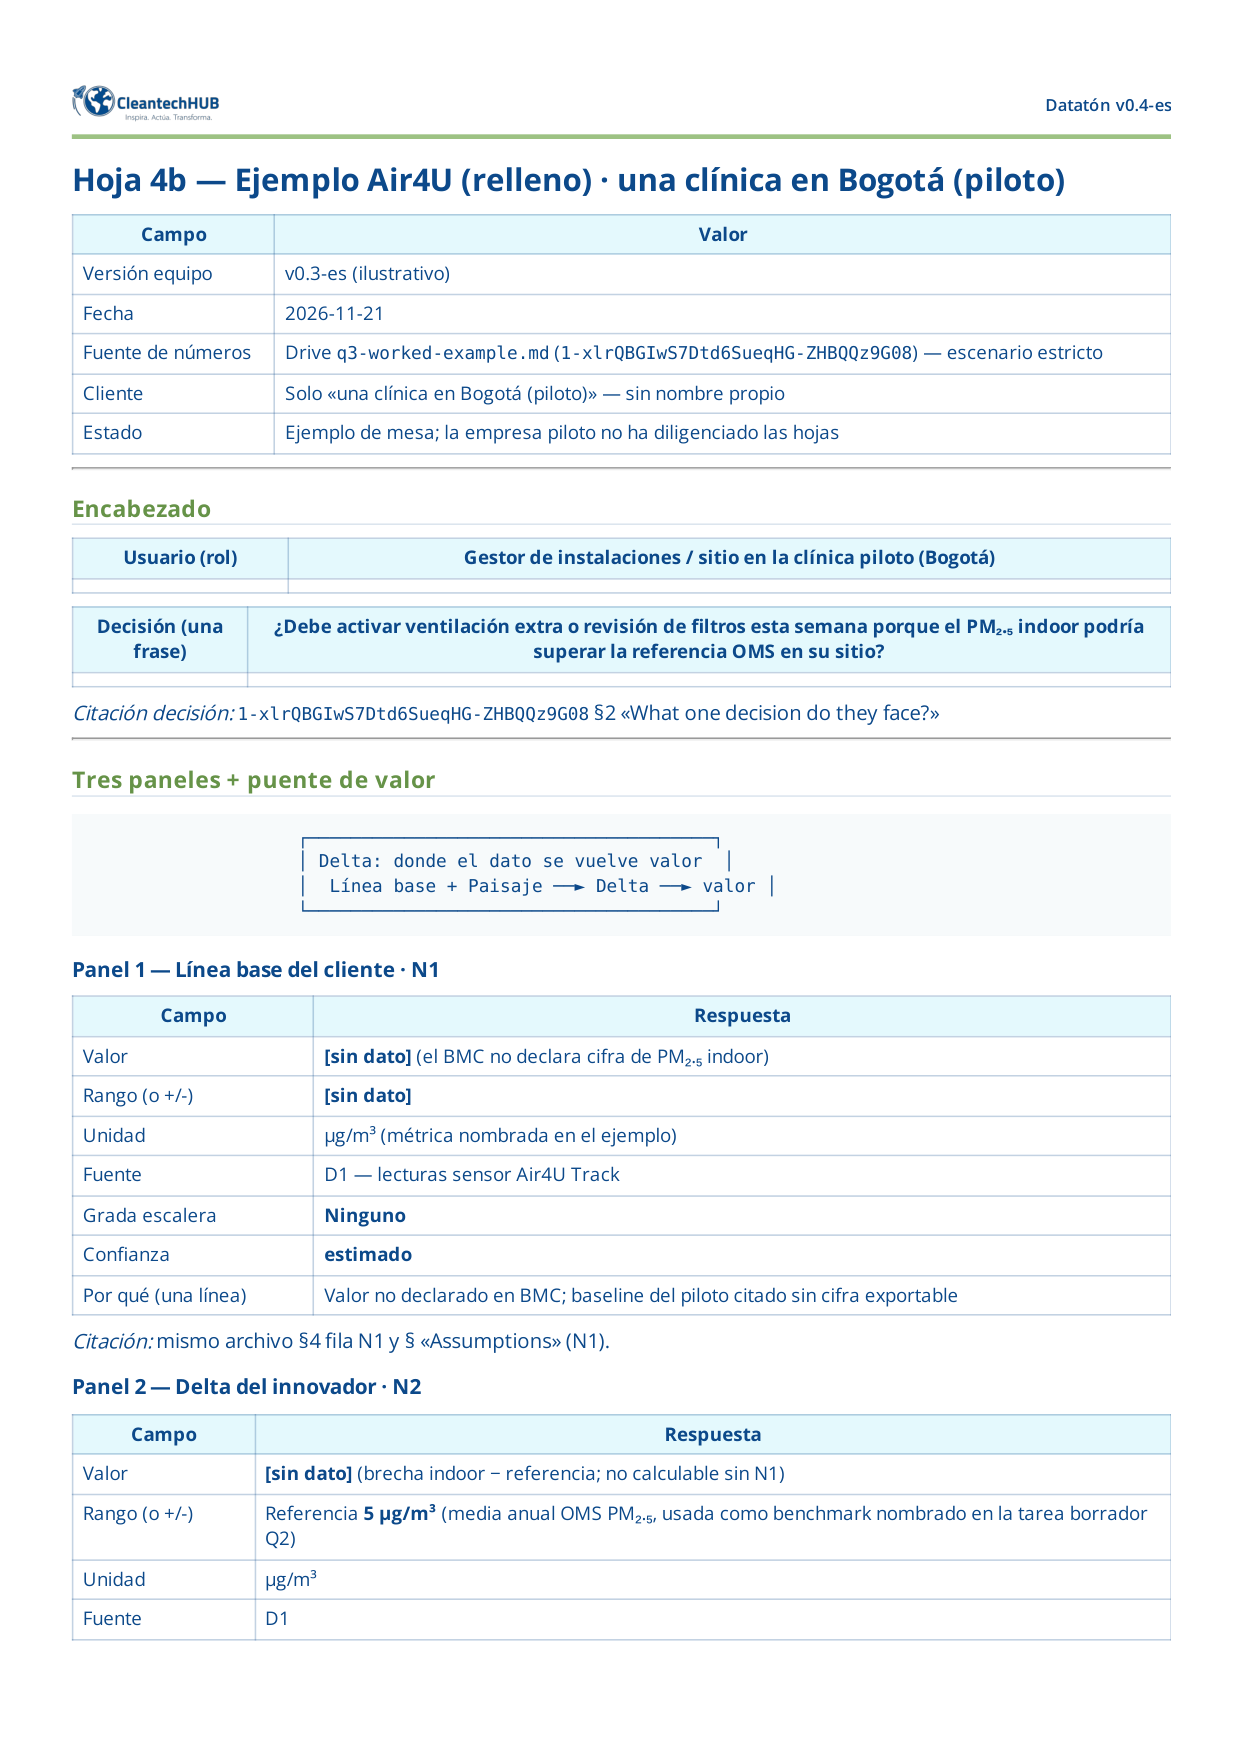 CleantechHUB
Inspira. Actúa. Transforma.
Datatón v0.4-es
Hoja 4b — Ejemplo Air4U (relleno) · una clínica en Bogotá (piloto)
Campo Valor
Versión equipo v0.3-es (ilustrativo)
Fecha 2026-11-21
Fuente de números Drive q3-worked-example.md (1-xlrQBGIwS7Dtd6SueqHG-ZHBQQz9G08) — escenario estricto
Cliente Solo «una clínica en Bogotá (piloto)» — sin nombre propio
Estado Ejemplo de mesa; la empresa piloto no ha diligenciado las hojas
Encabezado
Usuario (rol) Gestor de instalaciones / sitio en la clínica piloto (Bogotá)
Decisión (una frase) ¿Debe activar ventilación extra o revisión de filtros esta semana porque el PM₂.₅ indoor podría
superar la referencia OMS en su sitio?
Citación decisión: 1-xlrQBGIwS7Dtd6SueqHG-ZHBQQz9G08 §2 «What one decision do they face?»
Tres paneles + puente de valor
Delta: donde el dato se vuelve valor
Línea base + Paisaje ──► Delta ──► valor
Panel 1 — Línea base del cliente · N1
Campo Respuesta
Valor [sin dato] (el BMC no declara cifra de PM₂.₅ indoor)
Rango (o +/-) [sin dato]
Unidad µg/m³ (métrica nombrada en el ejemplo)
Fuente D1 — lecturas sensor Air4U Track
Grada escalera Ninguno
Confianza estimado
Por qué (una línea) Valor no declarado en BMC; baseline del piloto citado sin cifra exportable
Citación: mismo archivo §4 fila N1 y § «Assumptions» (N1).
Panel 2 — Delta del innovador · N2
Campo Respuesta
Valor [sin dato] (brecha indoor − referencia; no calculable sin N1)
Rango (o +/-) Referencia 5 µg/m³ (media anual OMS PM₂.₅, usada como benchmark nombrado en la tarea borrador
Q2)
Unidad µg/m³
Fuente D1